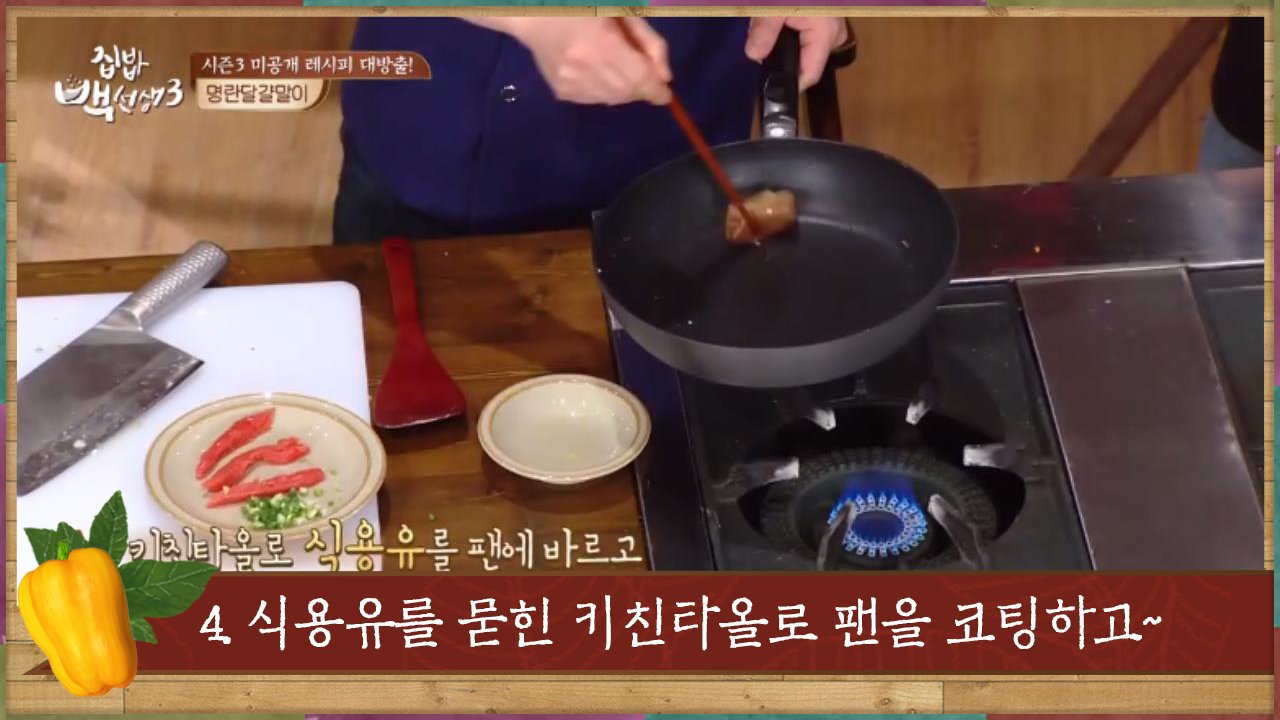 집밥
백선생3
시즌3 미공개 레시피 대방출!
명란달걀말이
키친타올로 식용유를 팬에 바르고
4. 식용유를 묻힌 키친타올로 팬을 코팅하고~